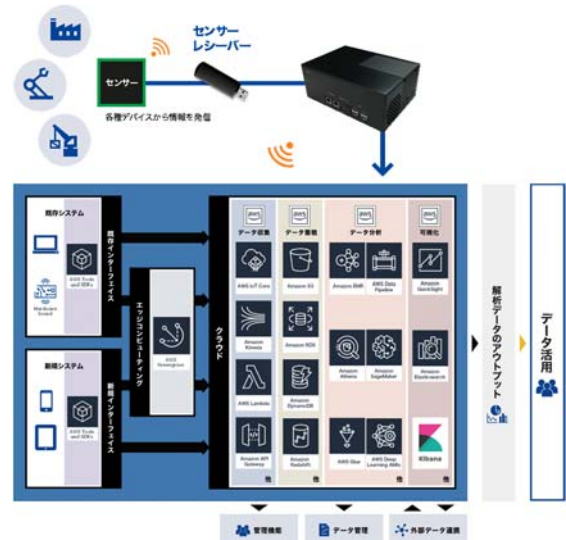 センサー
レシーバー
センサー
各種デバイスから情報を発信
既存システム
AWS Tools
and SDKs
Hardware
board
既存インターフェイス
新規システム
AWS Tools
and SDKs
新規インターフェイス
エッジコンピューティング
AWS
Greengrass
クラウド
aws
データ収集
AWS IoT Core
Amazon
Kinesis
AWS Lambda
Amazon API
Gateway
他
aws
データ蓄積
Amazon S3
Amazon RDS
Amazon
DynamoDB
Amazon
Redshift
他
aws
データ分析
Amazon EMR
AWS Data
Pipeline
Amazon
Athena
Amazon
SageMaker
AWS Glue
AWS Deep
Learning AMIs
他
aws
可視化
Amazon
QuickSight
Amazon
Elasticsearch
Kibana
他
解析データのアウトプット
データ活用
管理機能
データ管理
外部データ連携